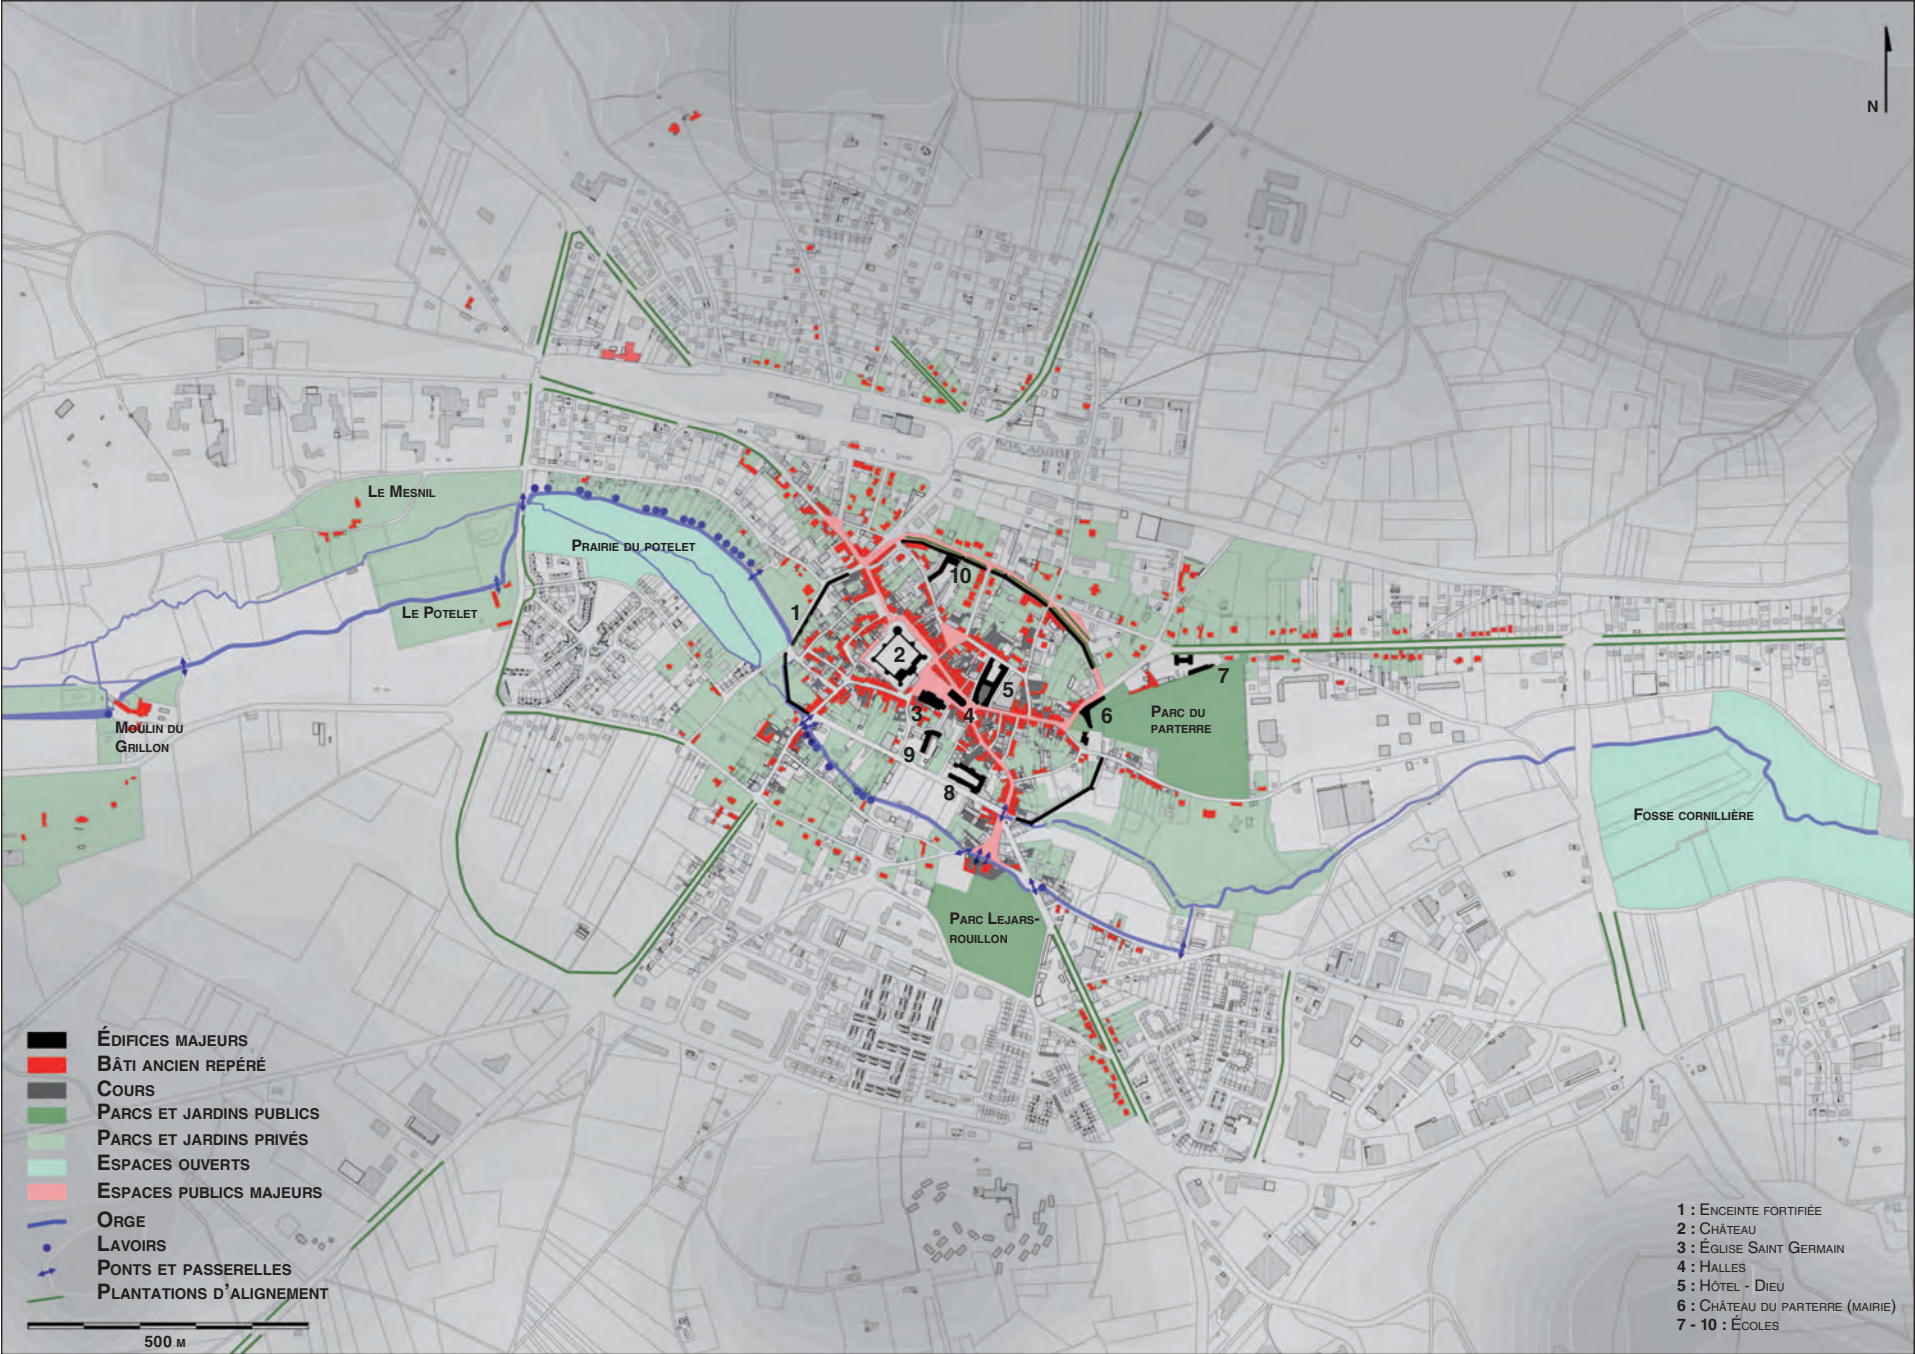 N
Le Mesnil
Prairie du potelet
Le Potelet
10
1
2
5
7
3
4
6
Parc du
parterre
Moulin du
Grillon
9
8
Fosse cornillière
Parc Lejars-
rouillon
Édifices majeurs
Bâti ancien repéré
Cours
Parcs et jardins publics
Parcs et jardins privés
Espaces ouverts
Espaces publics majeurs
Orge
Lavoirs
Ponts et passerelles
Plantations d'alignement
500 m
1 : Enceinte fortifiée
2 : Château
3 : Église Saint Germain
4 : Halles
5 : Hôtel - Dieu
6 : Château du parterre (mairie)
7 - 10 : Écoles